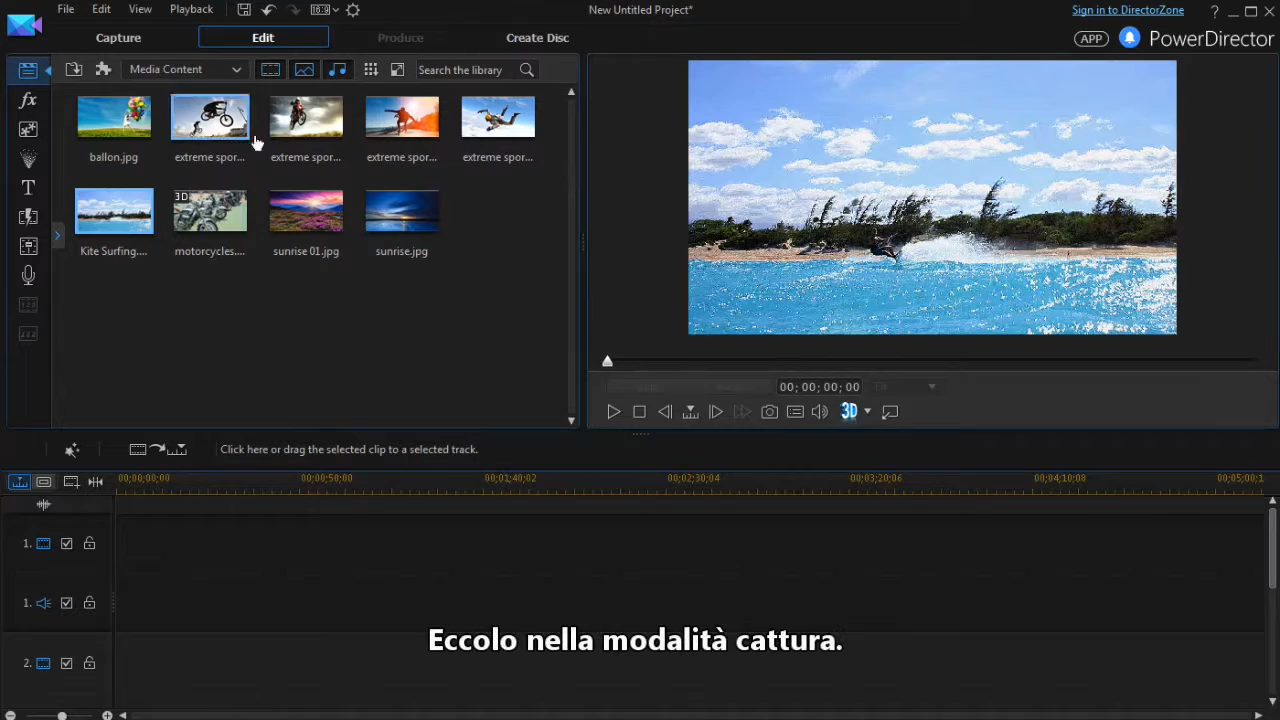 File Edit View Playback
New Untitled Project*
Sign in to DirectorZone
Capture Edit Produce Create Disc
APP PowerDirector
Media Content
Search the library
ballon.jpg extreme spor... extreme spor... extreme spor... extreme spor...
3D
Kite Surfing.... motorcycles.... sunrise 01.jpg sunrise.jpg
00; 00; 00; 00
3D
Click here or drag the selected clip to a selected track.
00;00;00;00 00;00;50;00 00;01;40;02 00;02;30;04 00;03;20;06 00;04;10;08 00;05;00;1
1.
1.
Eccolo nella modalità cattura.
2.